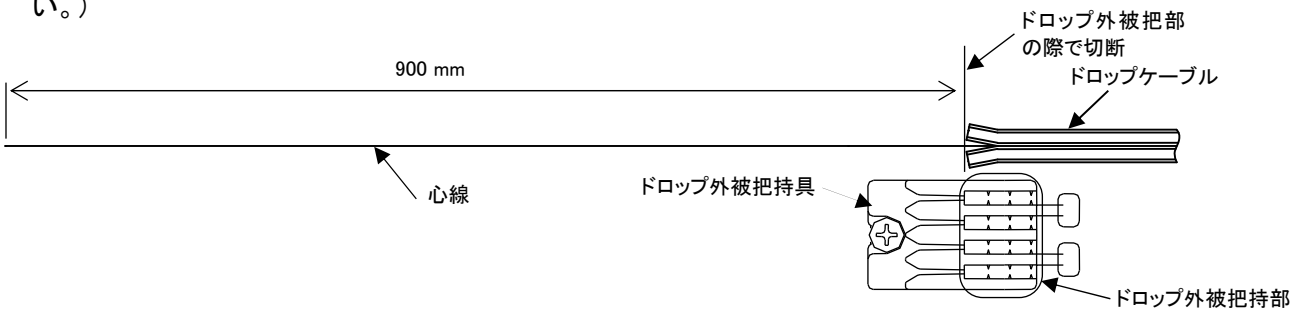 い。)
ドロップ外被把部
の際で切断
900 mm
ドロップケーブル
心線
ドロップ外被把持具
ドロップ外被把持部